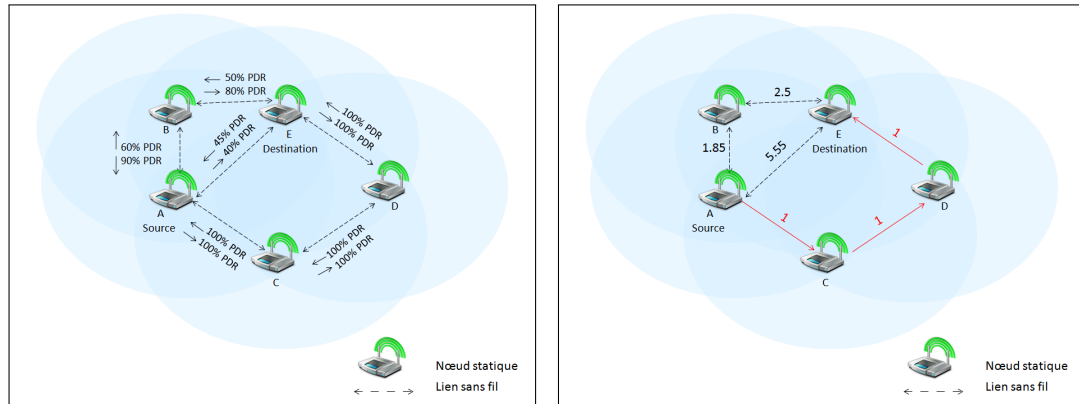 ← 50% PDR
→ 80% PDR
B
E
Destination
← 100% PDR
→ 100% PDR
↑ 60% PDR
↓ 90% PDR
← 45% PDR
→ 40% PDR
A
Source
D
← 100% PDR
→ 100% PDR
← 100% PDR
→ 100% PDR
C
Nœud statique
Lien sans fil
2.5
B
E
Destination
1
1.85
5.55
A
Source
D
1
1
C
Nœud statique
Lien sans fil